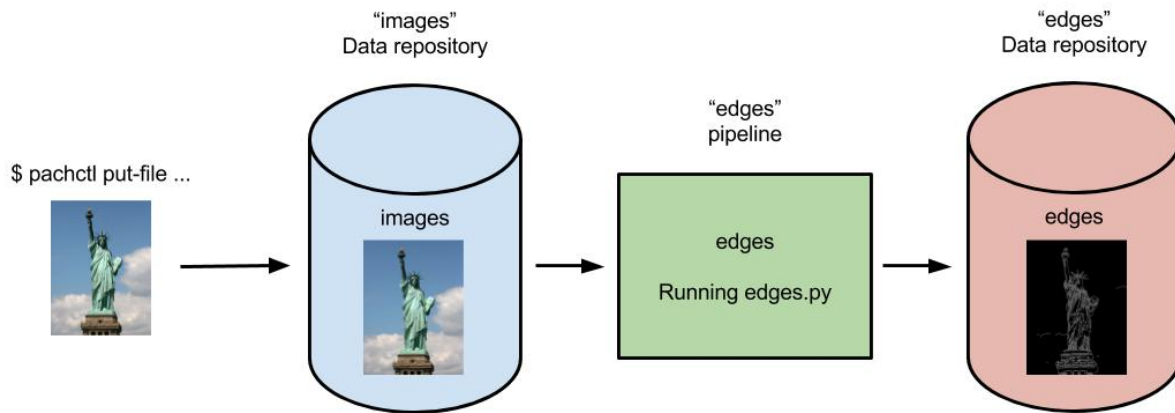 “images”
Data repository
“edges”
Data repository
“edges”
pipeline
$ pachctl put-file ...
images
edges
Running edges.py
edges